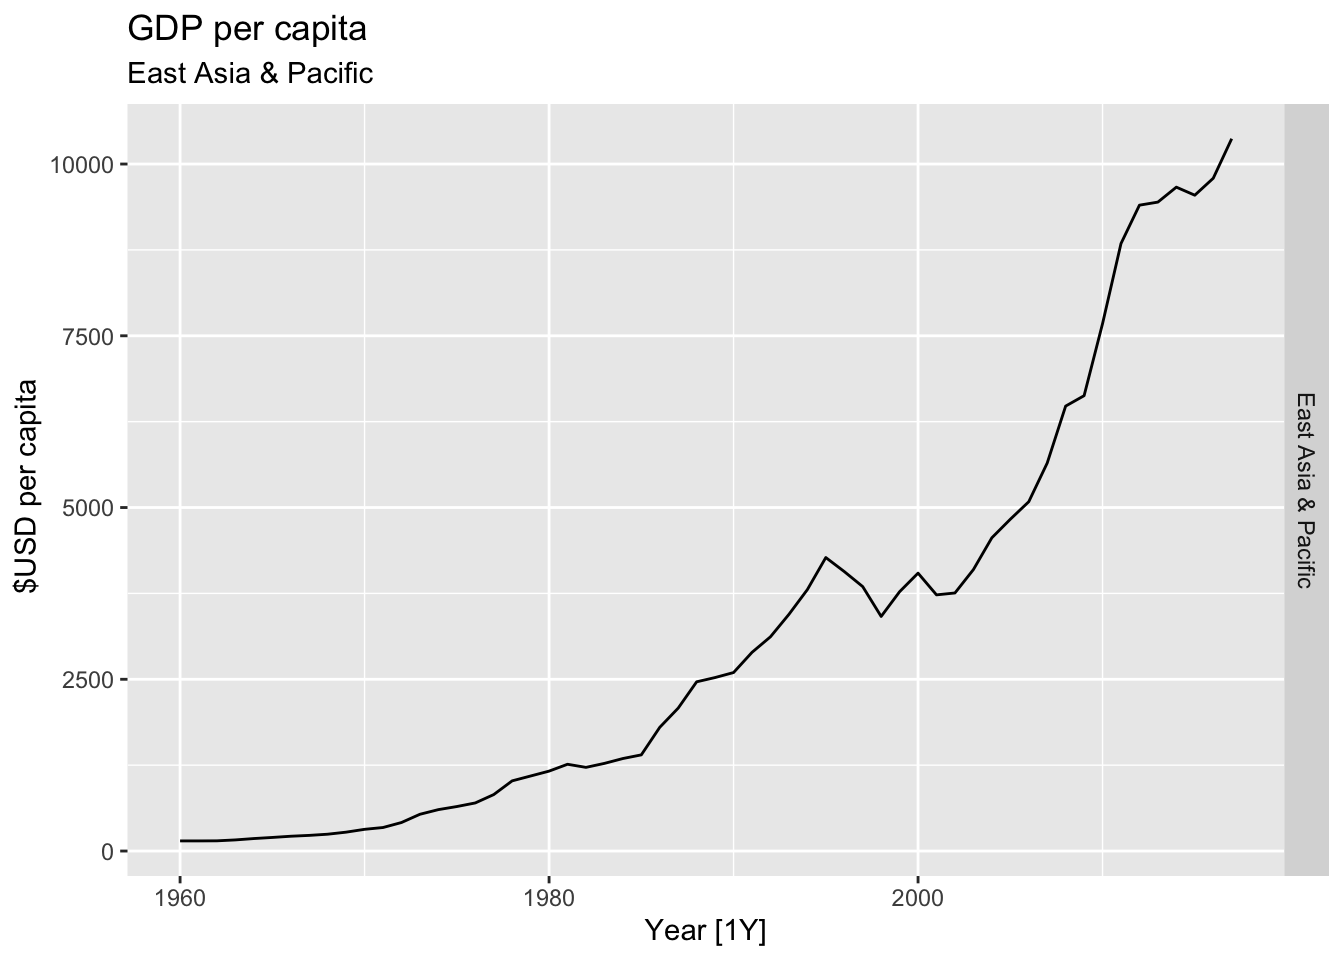 GDP per capita
East Asia & Pacific
10000
7500
5000
2500
0
$USD per capita
East Asia & Pacific
1960
1980
2000
Year [1Y]